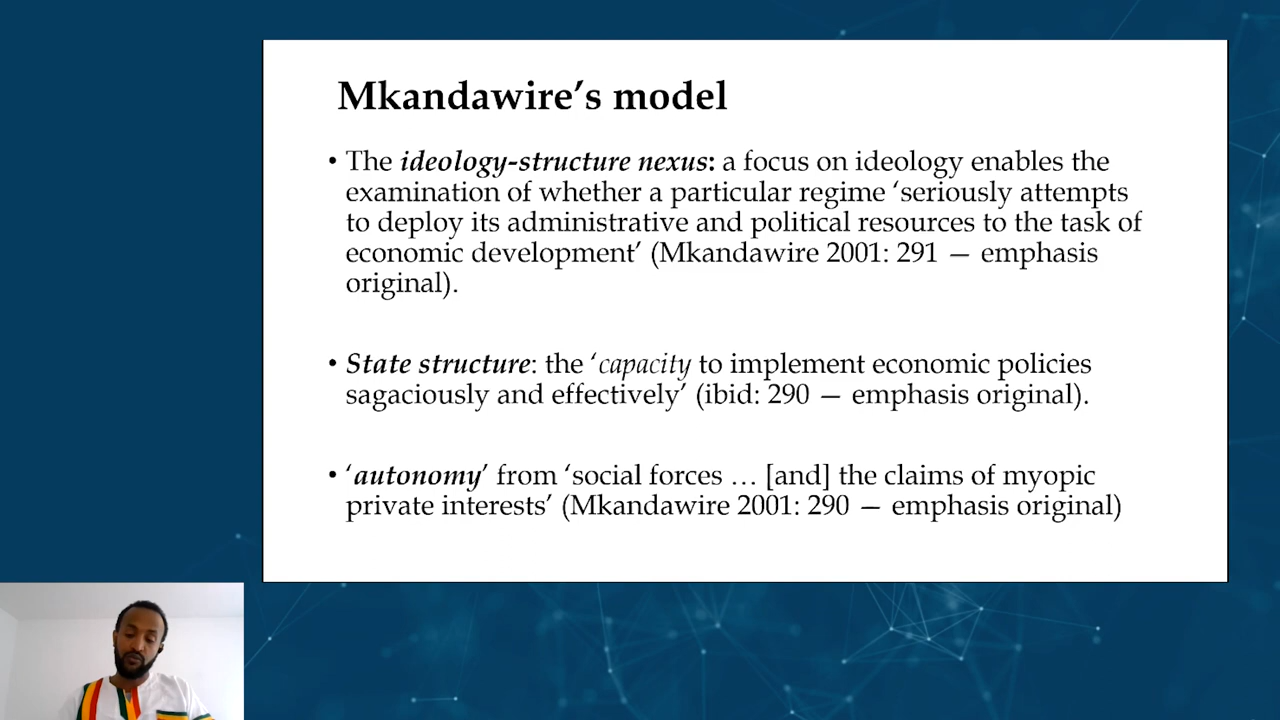 Mkandawire’s model
• The ideology-structure nexus: a focus on ideology enables the
examination of whether a particular regime ‘seriously attempts
to deploy its administrative and political resources to the task of
economic development’ (Mkandawire 2001: 291 — emphasis
original).
• State structure: the ‘capacity to implement economic policies
sagaciously and effectively’ (ibid: 290 — emphasis original).
• ‘autonomy’ from ‘social forces … [and] the claims of myopic
private interests’ (Mkandawire 2001: 290 — emphasis original)